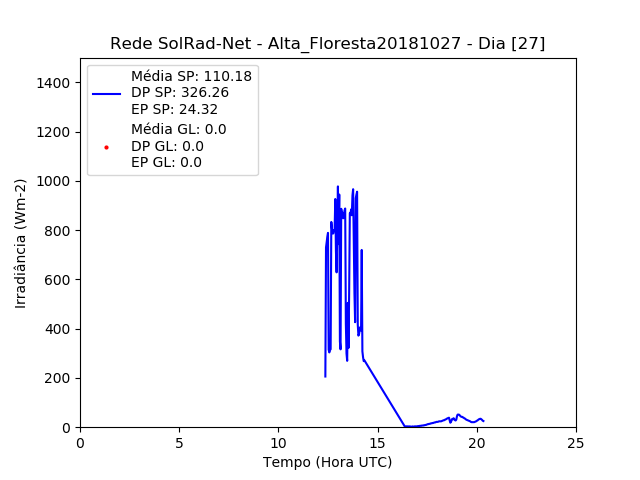 Rede SolRad-Net - Alta_Floresta20181027 - Dia [27]
1400
1200
1000
800
600
400
200
0
Irradiância (Wm-2)
Média SP: 110.18
DP SP: 326.26
EP SP: 24.32
Média GL: 0.0
DP GL: 0.0
EP GL: 0.0
0 5 10 15 20 25
Tempo (Hora UTC)